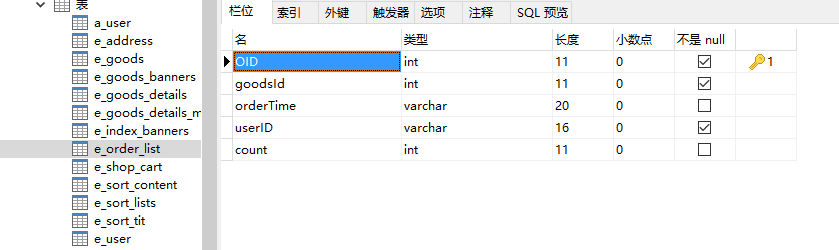 表
a_user
e_address
e_goods
e_goods_banners
e_goods_details
e_goods_details_m
e_index_banners
e_order_list
e_shop_cart
e_sort_content
e_sort_lists
e_sort_tit
e_user
栏位 索引 外键 触发器 选项 注释 SQL 预览
名 类型 长度 小数点 不是 null
OID int 11 0 1
goodsId int 11 0
orderTime varchar 20 0
userID varchar 16 0
count int 11 0